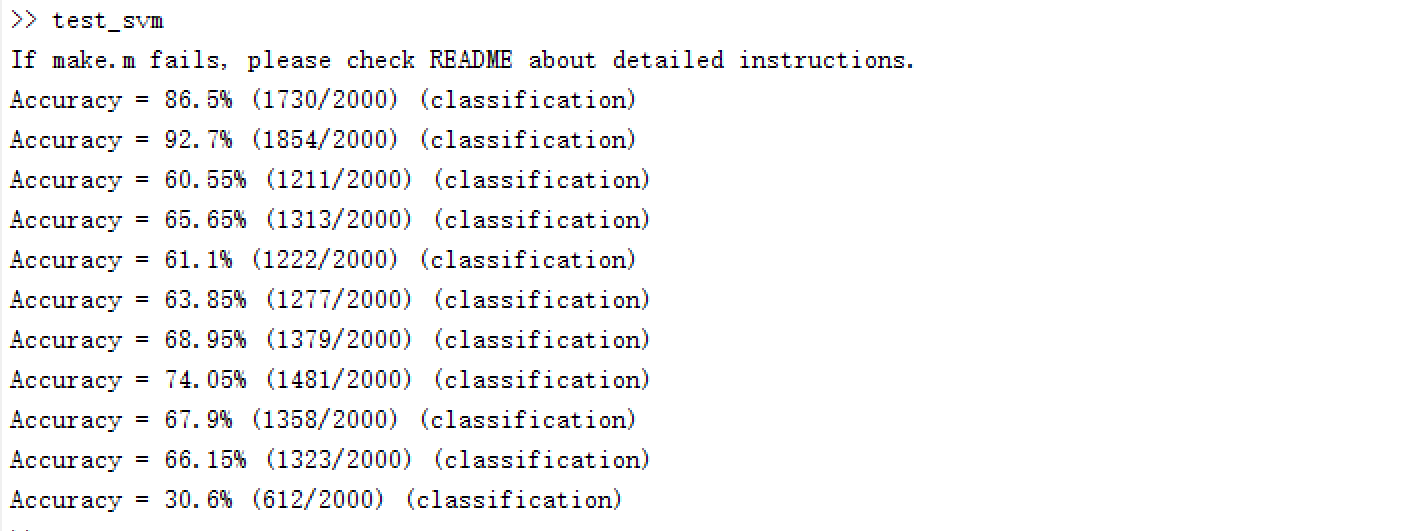 >> test_svm
If make.m fails, please check README about detailed instructions.
Accuracy = 86.5% (1730/2000) (classification)
Accuracy = 92.7% (1854/2000) (classification)
Accuracy = 60.55% (1211/2000) (classification)
Accuracy = 65.65% (1313/2000) (classification)
Accuracy = 61.1% (1222/2000) (classification)
Accuracy = 63.85% (1277/2000) (classification)
Accuracy = 68.95% (1379/2000) (classification)
Accuracy = 74.05% (1481/2000) (classification)
Accuracy = 67.9% (1358/2000) (classification)
Accuracy = 66.15% (1323/2000) (classification)
Accuracy = 30.6% (612/2000) (classification)